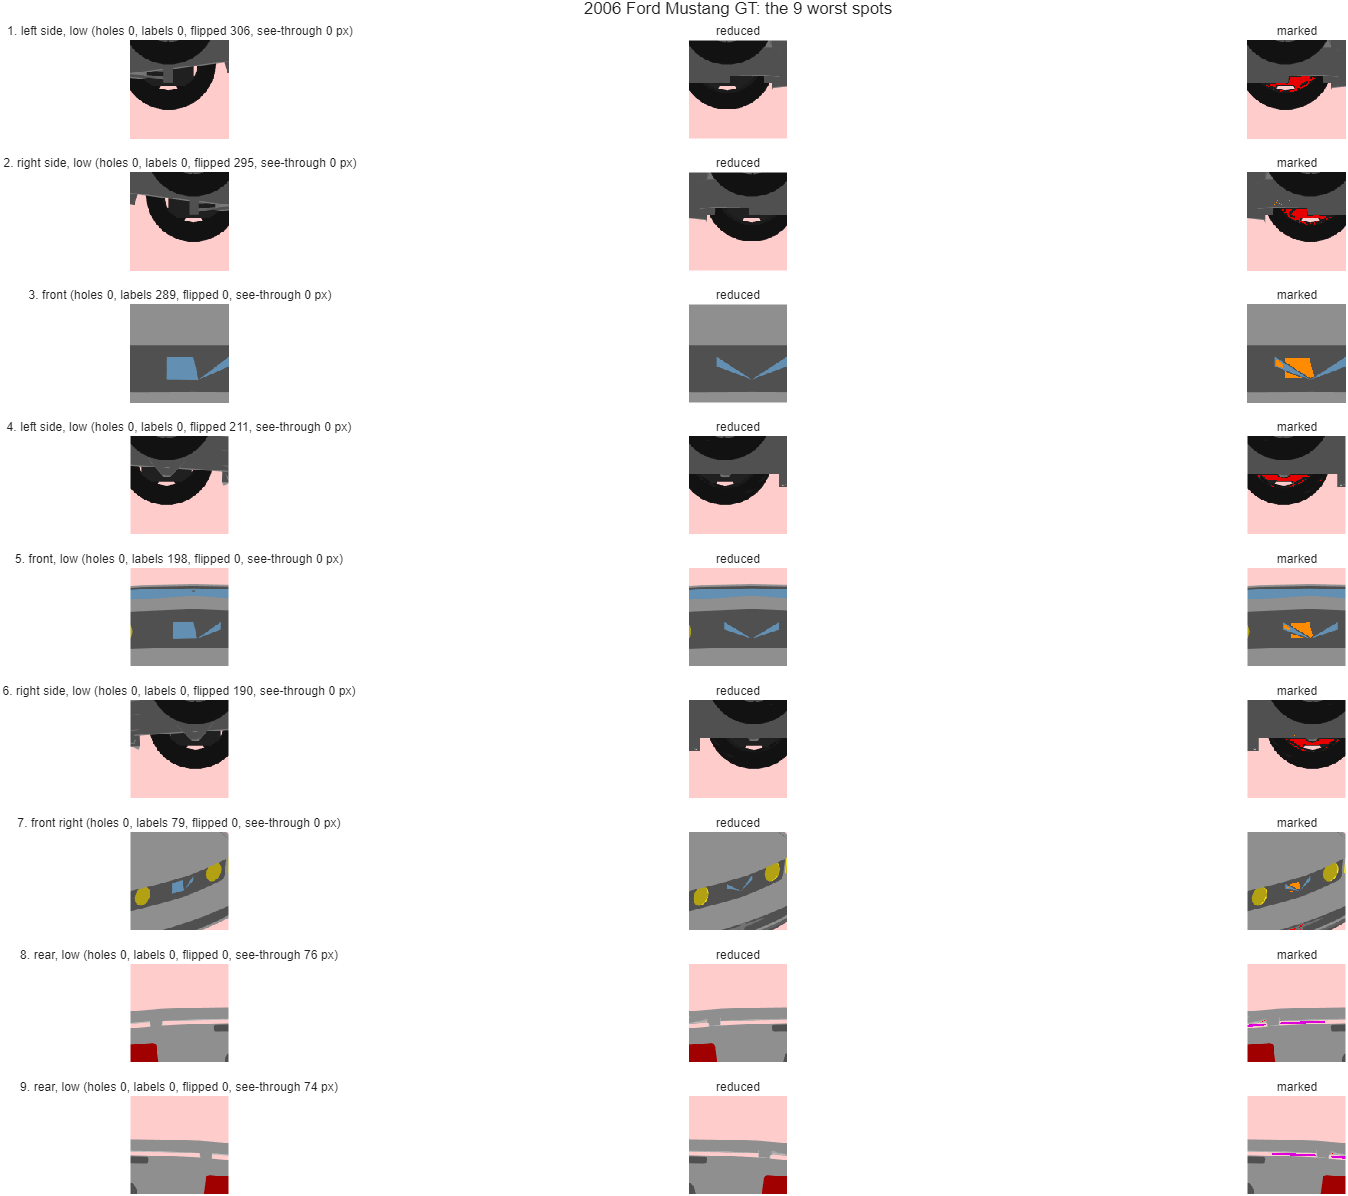 2006 Ford Mustang GT: the 9 worst spots
1. left side, low (holes 0, labels 0, flipped 306, see-through 0 px)
reduced
marked
2. right side, low (holes 0, labels 0, flipped 295, see-through 0 px)
reduced
marked
3. front (holes 0, labels 289, flipped 0, see-through 0 px)
reduced
marked
4. left side, low (holes 0, labels 0, flipped 211, see-through 0 px)
reduced
marked
5. front, low (holes 0, labels 198, flipped 0, see-through 0 px)
reduced
marked
6. right side, low (holes 0, labels 0, flipped 190, see-through 0 px)
reduced
marked
7. front right (holes 0, labels 79, flipped 0, see-through 0 px)
reduced
marked
8. rear, low (holes 0, labels 0, flipped 0, see-through 76 px)
reduced
marked
9. rear, low (holes 0, labels 0, flipped 0, see-through 74 px)
reduced
marked